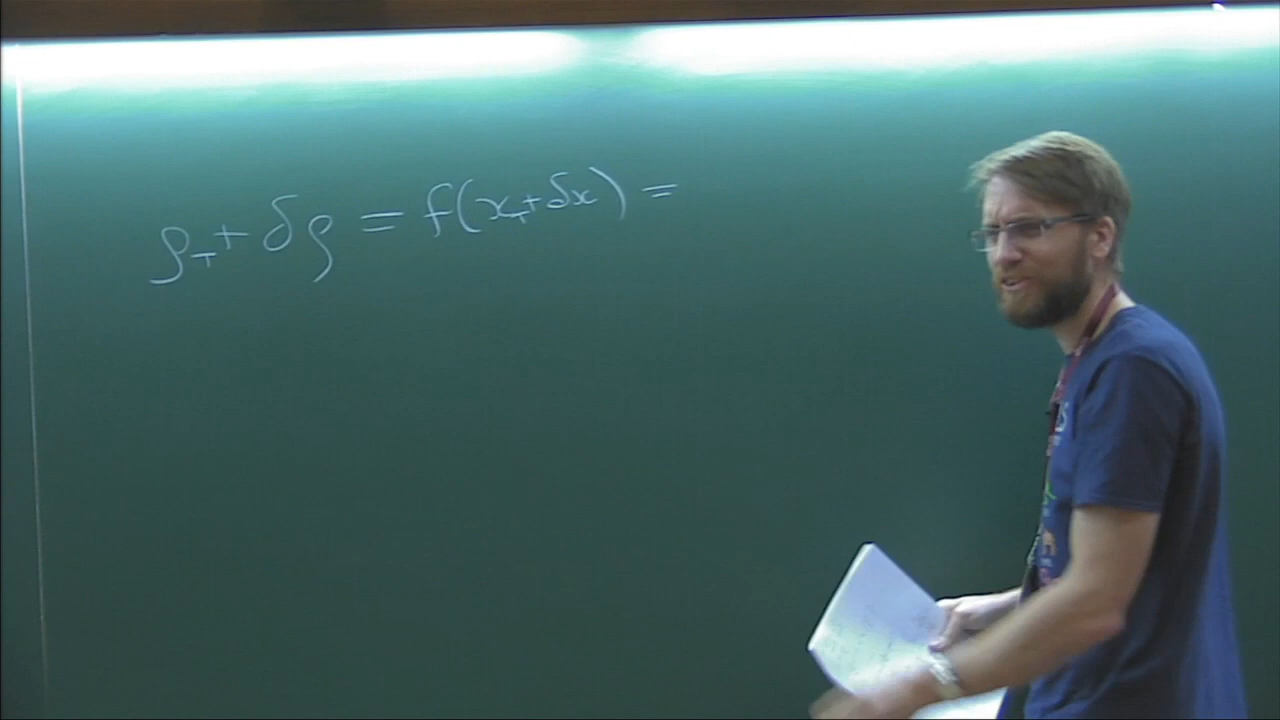 ρ_T + δρ = f(x_T + δx) =